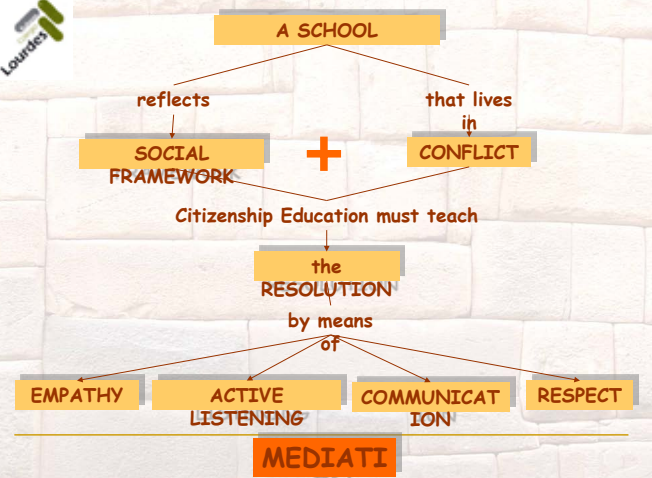 Lourdes
A SCHOOL
reflects
that lives
in
SOCIAL
FRAMEWORK
+
CONFLICT
Citizenship Education must teach
the
RESOLUTION
by means
of
EMPATHY
ACTIVE
LISTENING
COMMUNICAT
ION
RESPECT
MEDIATI